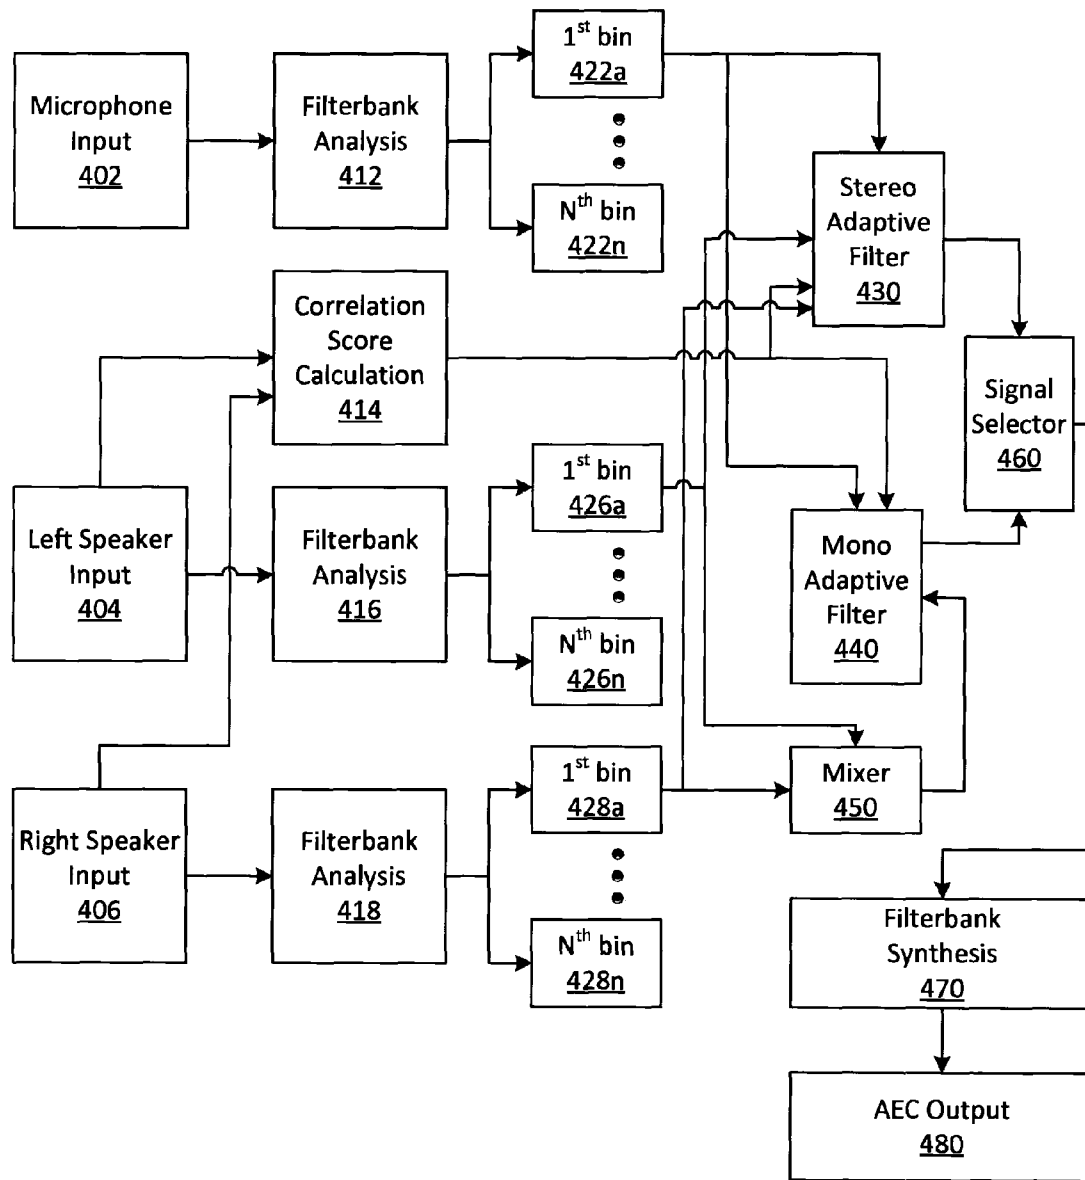 Microphone
Input
402
Filterbank
Analysis
412
1st bin
422a
Nth bin
422n
Stereo
Adaptive
Filter
430
Correlation
Score
Calculation
414
Signal
Selector
460
Left Speaker
Input
404
Filterbank
Analysis
416
1st bin
426a
Nth bin
426n
Mono
Adaptive
Filter
440
Right Speaker
Input
406
Filterbank
Analysis
418
1st bin
428a
Nth bin
428n
Mixer
450
Filterbank
Synthesis
470
AEC Output
480